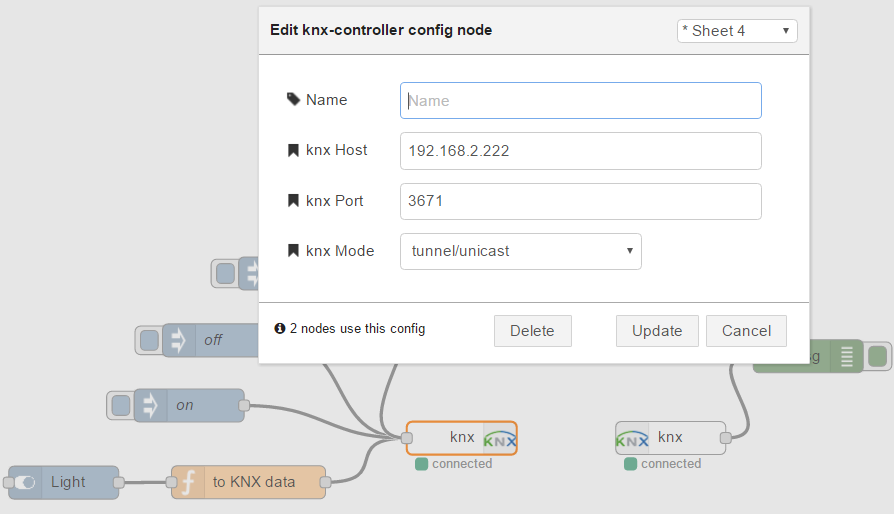 Edit knx-controller config node
* Sheet 4
Name
Name
knx Host
192.168.2.222
knx Port
3671
knx Mode
tunnel/unicast
2 nodes use this config
Delete
Update
Cancel
off
on
knx
KNX
connected
KNX
knx
connected
Light
f
to KNX data